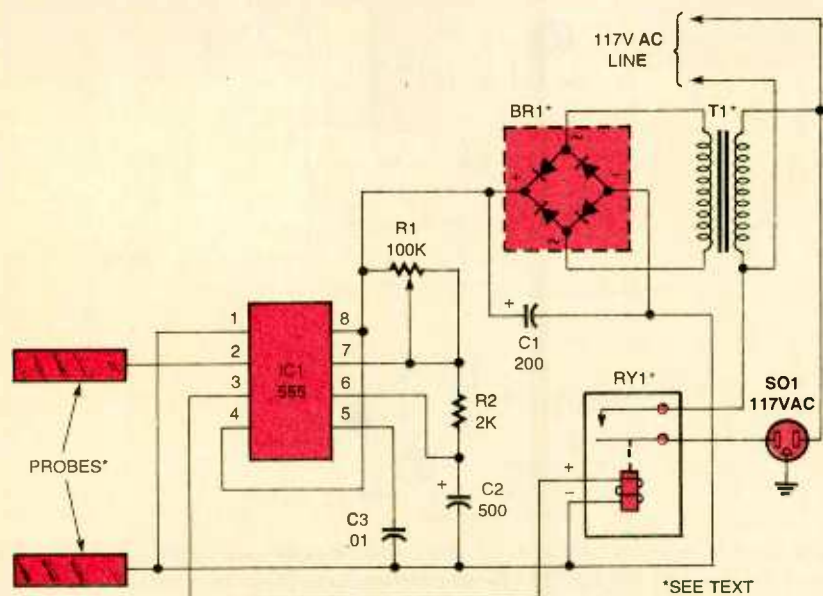 117V AC
LINE
BR1*
T1*
R1
100K
+
-
~
~
+
C1
200
1
2
3
4
IC1
555
8
7
6
5
R2
2K
RY1*
SO1
117VAC
PROBES*
+
-
+
C2
500
C3
.01
*SEE TEXT